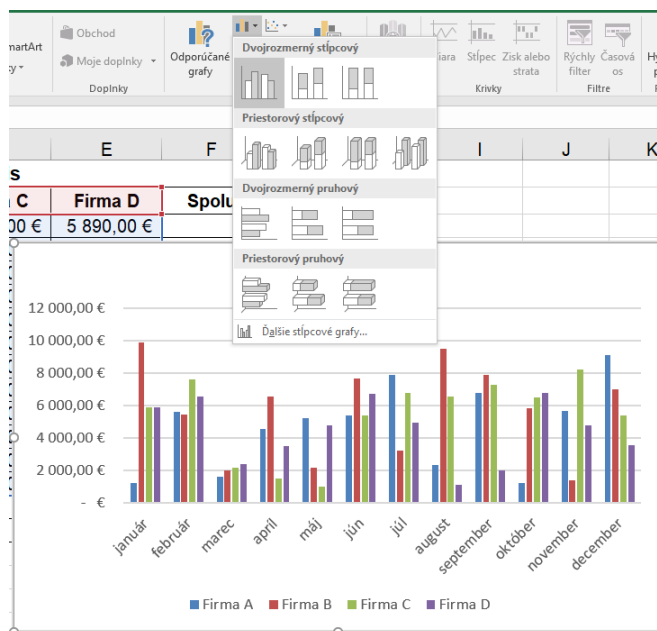 martArt
Obchod
Moje doplnky
Doplnky
Odporúčané
grafy
Dvojrozmerný stĺpcový
Priestorový stĺpcový
Dvojrozmerný pruhový
Priestorový pruhový
Ďalšie stĺpcové grafy...
iara
Stĺpec
Zisk alebo
strata
Krivky
Rýchly
filter
Časová
os
Filtre
E F I J K
s
C Firma D Spolu
00 € 5 890,00 €
12 000,00 €
10 000,00 €
8 000,00 €
6 000,00 €
4 000,00 €
2 000,00 €
- €
január február marec apríl máj jún júl august september október november december
Firma A Firma B Firma C Firma D